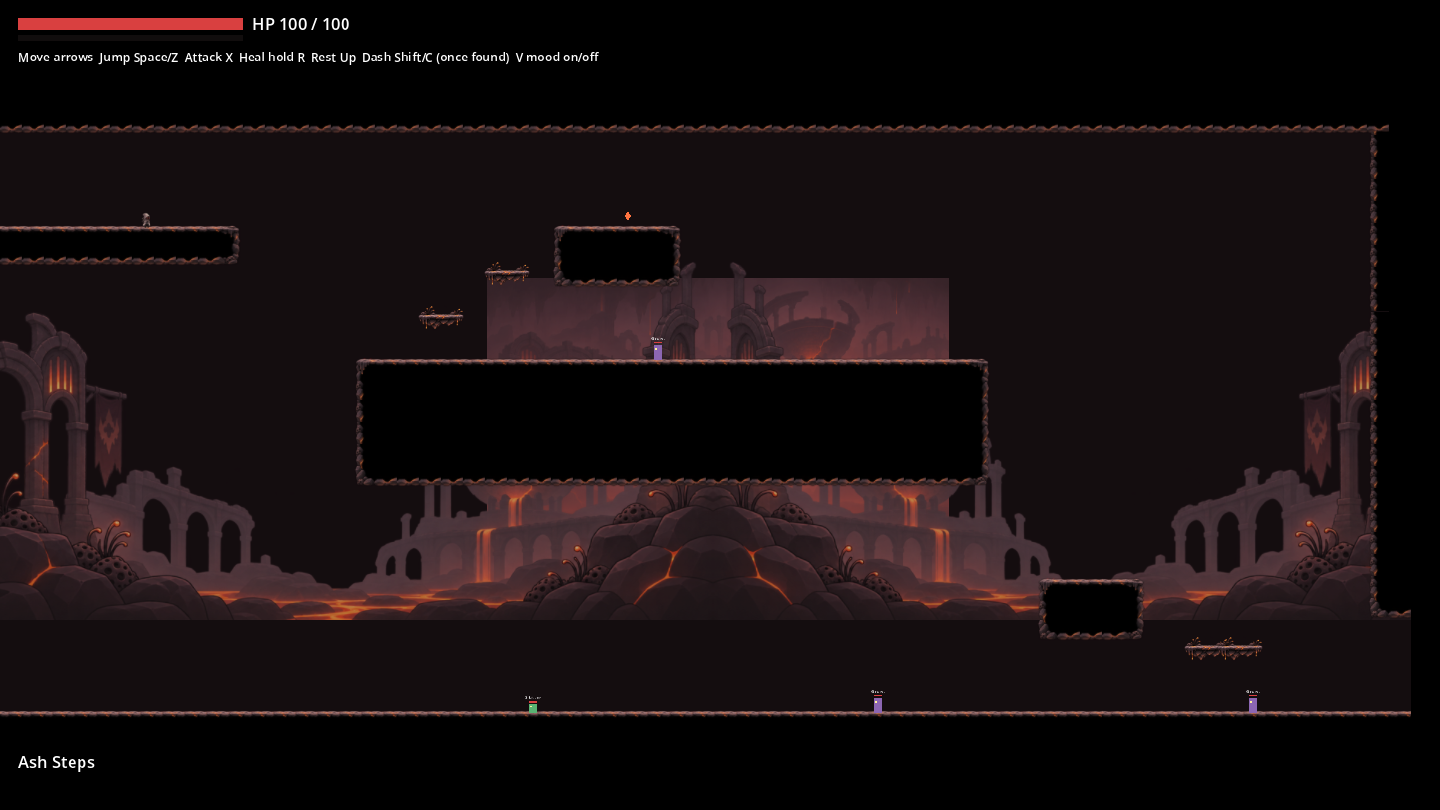 HP 100 / 100
Move arrows Jump Space/Z Attack X Heal hold R Rest Up Dash Shift/C (once found) V mood on/off
Ash Steps